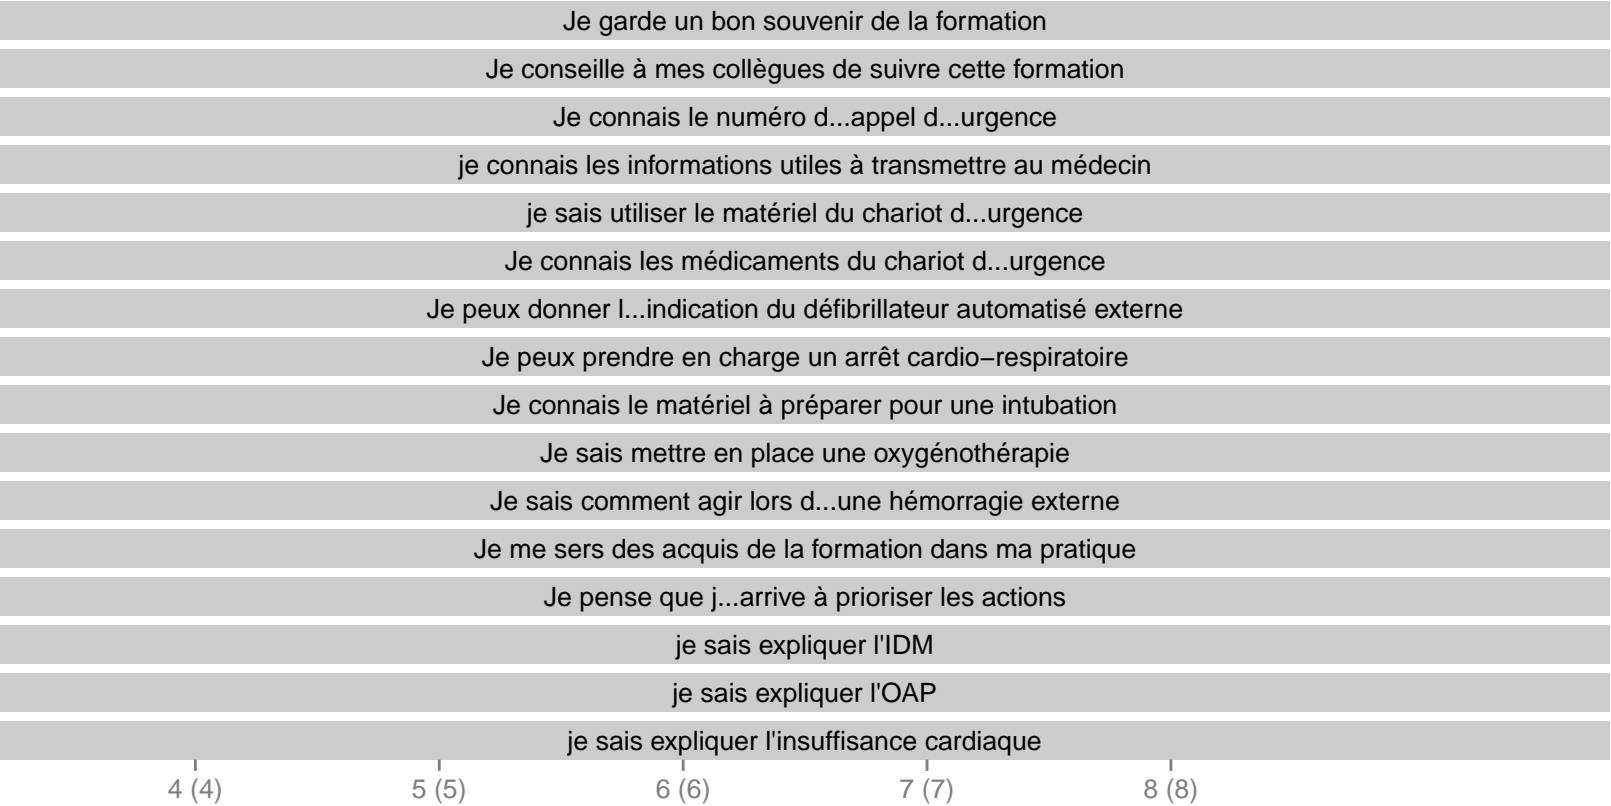 Je garde un bon souvenir de la formation
Je conseille à mes collègues de suivre cette formation
Je connais le numéro d...appel d...urgence
je connais les informations utiles à transmettre au médecin
je sais utiliser le matériel du chariot d...urgence
Je connais les médicaments du chariot d...urgence
Je peux donner l...indication du défibrillateur automatisé externe
Je peux prendre en charge un arrêt cardio−respiratoire
Je connais le matériel à préparer pour une intubation
Je sais mettre en place une oxygénothérapie
Je sais comment agir lors d...une hémorragie externe
Je me sers des acquis de la formation dans ma pratique
Je pense que j...arrive à prioriser les actions
je sais expliquer l'IDM
je sais expliquer l'OAP
je sais expliquer l'insuffisance cardiaque
4 (4) 5 (5) 6 (6) 7 (7) 8 (8)